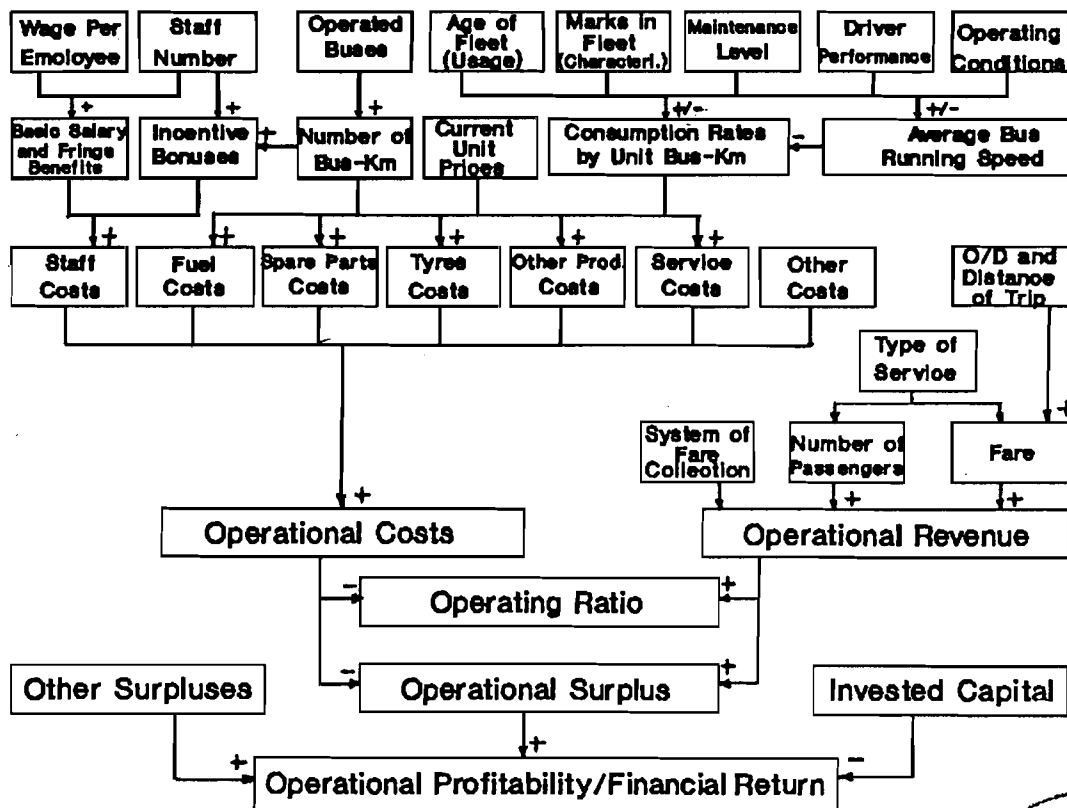 Wage Per
Emoloyee
Staff
Number
Operated
Buses
Age of
Fleet
(Usage)
Marks in
Fleet
(Characteri.)
Maintenance
Level
Driver
Performance
Operating
Conditions
+
+
+
+/-
+/-
Basic Salary
and Fringe
Benefits
Incentive
Bonuses
+
Number of
Bus-Km
Current
Unit
Prices
Consumption Rates
by Unit Bus-Km
-
Average Bus
Running Speed
+
+
+
+
+
+
Staff
Costs
Fuel
Costs
Spare Parts
Costs
Tyres
Costs
Other Prod.
Costs
Service
Costs
Other
Costs
O/D and
Distance
of Trip
Type of
Service
+
System of
Fare
Collection
Number of
Passengers
Fare
+
+
+
Operational Costs
Operational Revenue
-
+
Operating Ratio
-
+
Other Surpluses
Operational Surplus
Invested Capital
+
+
-
Operational Profitability/Financial Return